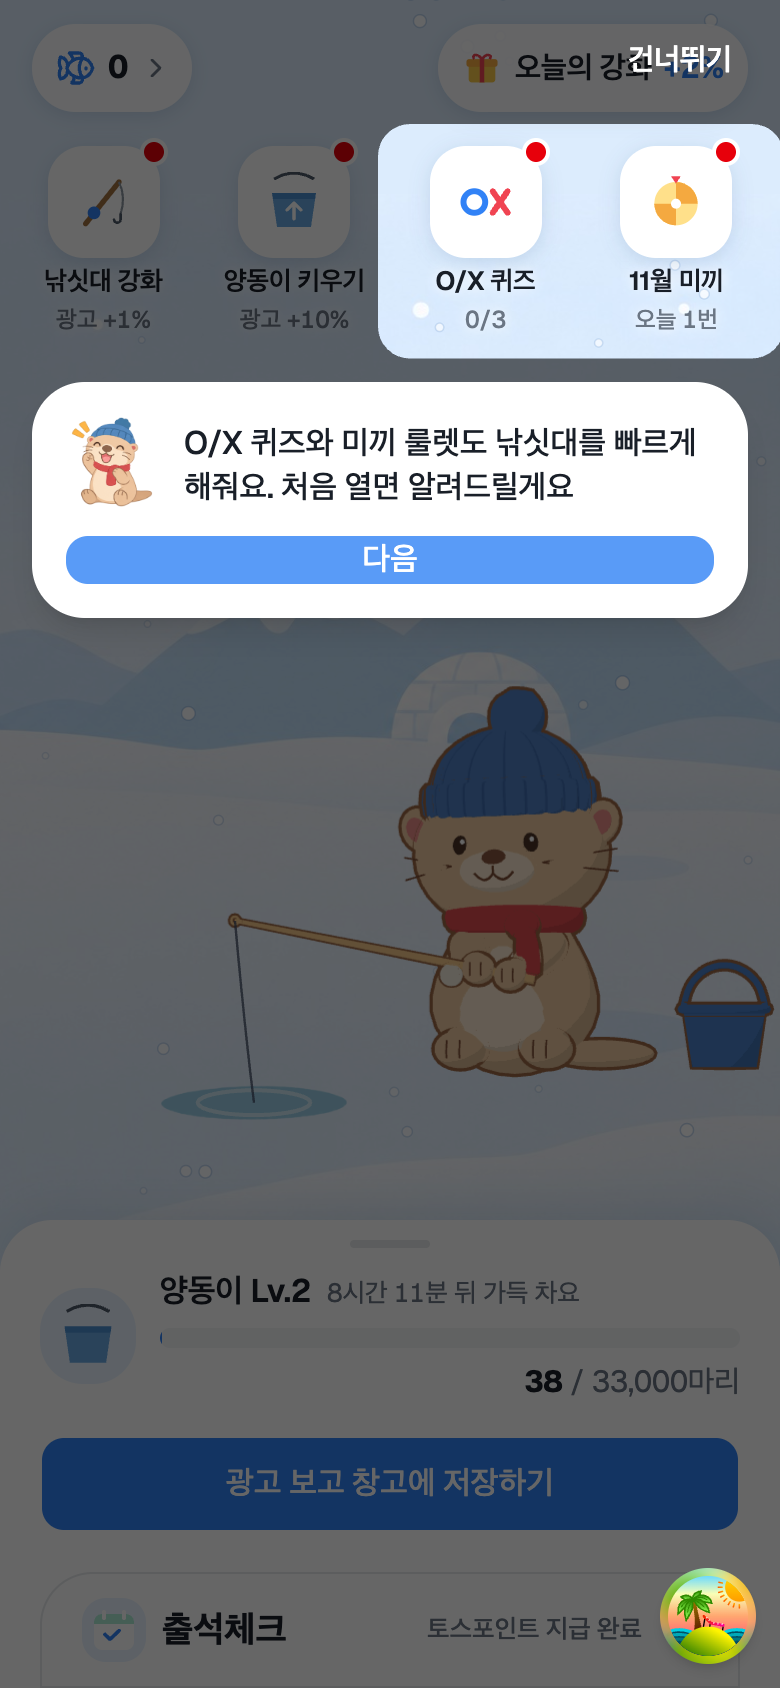 0
오늘의 강화 +2%
건너뛰기
낚싯대 강화
양동이 키우기
OX
O/X 퀴즈
11월 미끼
광고 +1%
광고 +10%
0/3
오늘 1번
O/X 퀴즈와 미끼 룰렛도 낚싯대를 빠르게
해줘요. 처음 열면 알려드릴게요
다음
양동이 Lv.2 8시간 11분 뒤 가득 차요
38 / 33,000마리
광고 보고 창고에 저장하기
출석체크
토스포인트 지급 완료